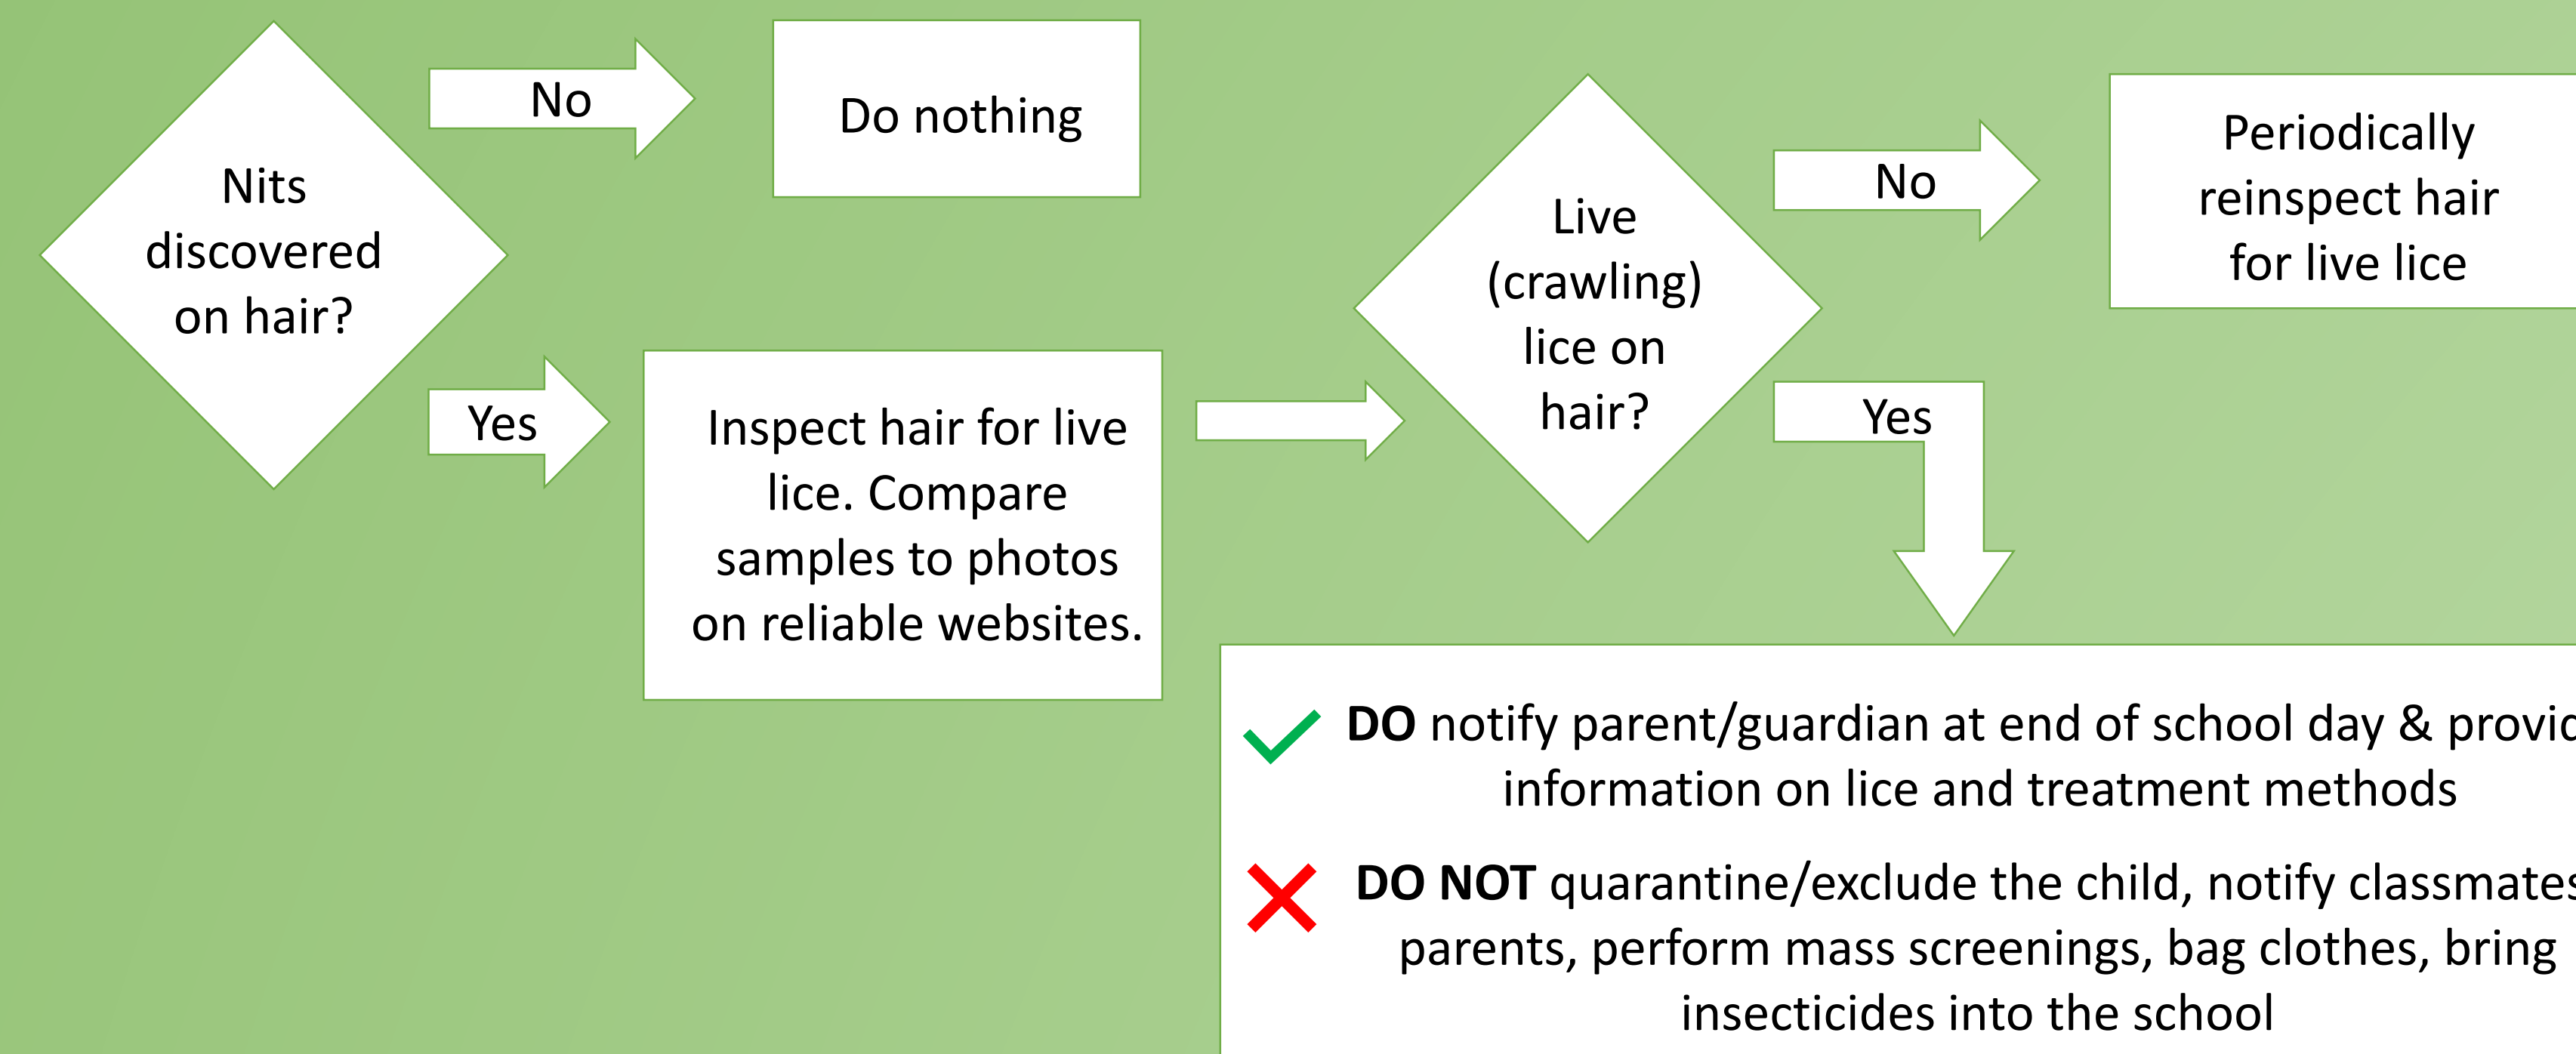 Nits
discovered
on hair?
No
Do nothing
Yes
Inspect hair for live
lice. Compare
samples to photos
on reliable websites.
Live
(crawling)
lice on
hair?
No
Periodically
reinspect hair
for live lice
Yes
DO notify parent/guardian at end of school day & provid
information on lice and treatment methods
DO NOT quarantine/exclude the child, notify classmates
parents, perform mass screenings, bag clothes, bring
insecticides into the school